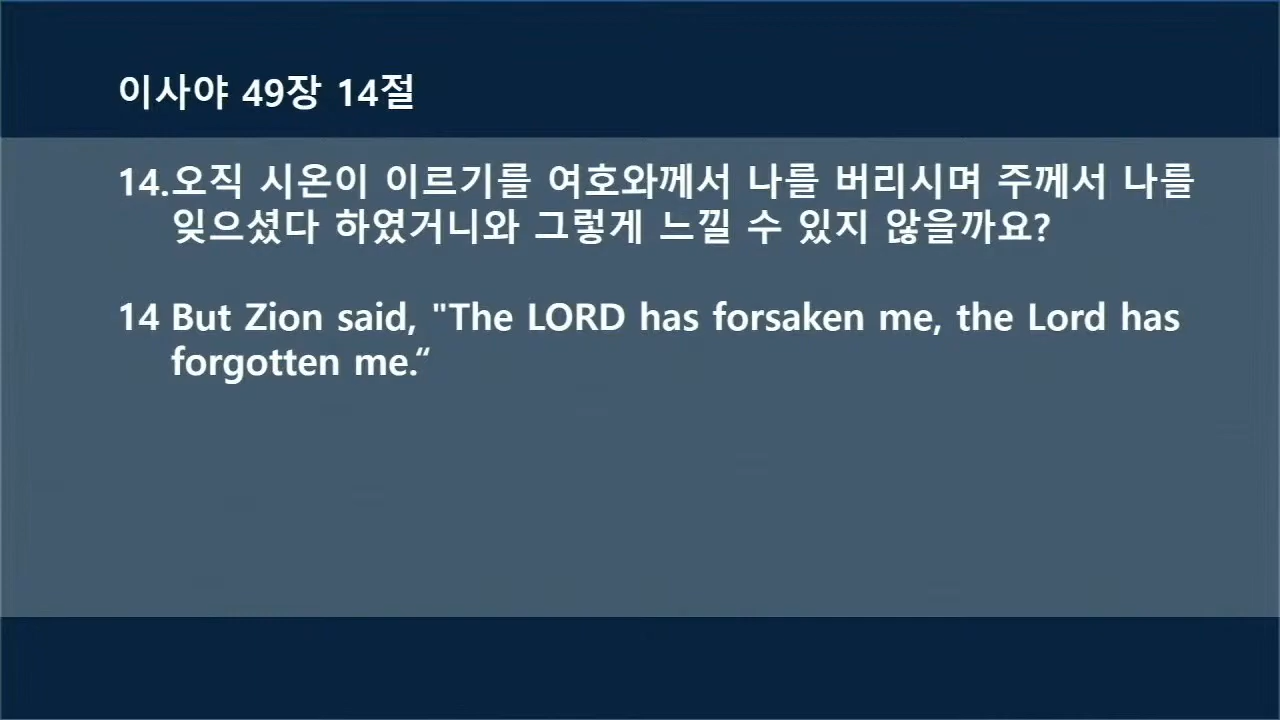 이사야 49장 14절
14.오직 시온이 이르기를 여호와께서 나를 버리시며 주께서 나를
잊으셨다 하였거니와 그렇게 느낄 수 있지 않을까요?
14 But Zion said, "The LORD has forsaken me, the Lord has
forgotten me.“